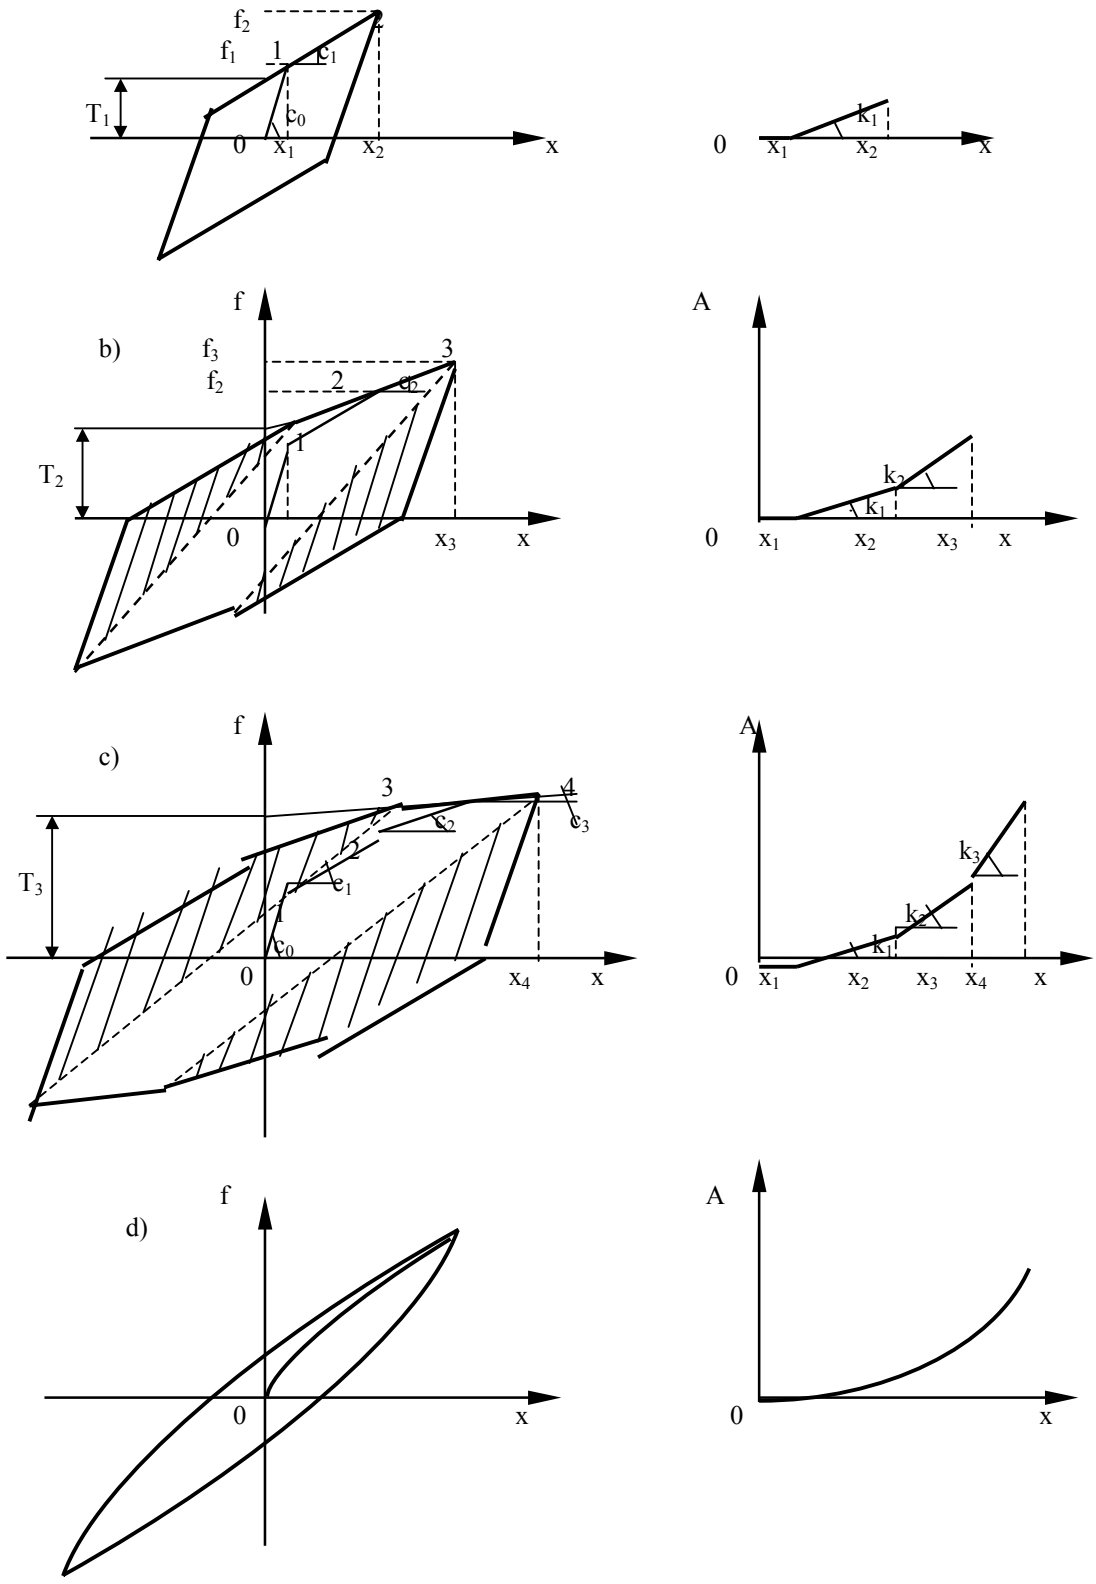 f₂
2
f₁ 1 c₁
T₁ c₀ k₁
0 x₁ x₂ x 0 x₁ x₂ x
f A
b) f₃ 3
f₂ 2 c₂
1
T₂ k₂
k₁
0 x₃ x 0 x₁ x₂ x₃ x
f A
c)
3 4
c₂ c₃
2 k₃
T₃ c₁
1 k₂
c₀ k₁
0 x₄ x 0 x₁ x₂ x₃ x₄ x
f A
d)
0 x 0 x